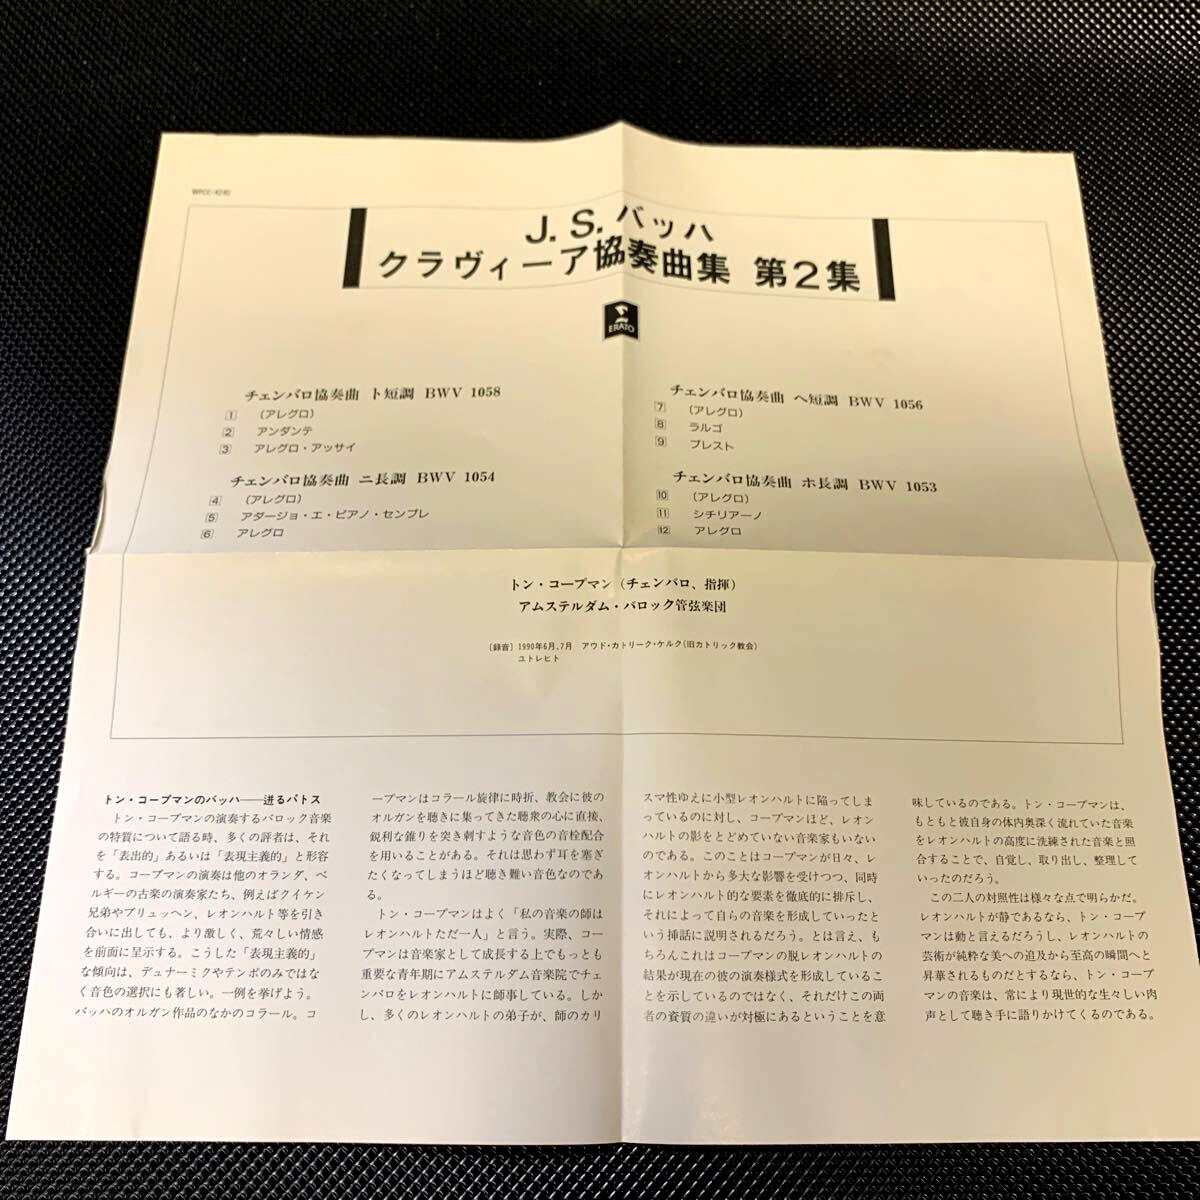 WPCC-4240
J. S. バッハ
クラヴィーア協奏曲集 第2集
ERATO
チェンバロ協奏曲 ト短調 BWV 1058
1 (アレグロ)
2 アンダンテ
3 アレグロ・アッサイ
チェンバロ協奏曲 ニ長調 BWV 1054
4 (アレグロ)
5 アダージョ・エ・ピアノ・センプレ
6 アレグロ
チェンバロ協奏曲 ヘ短調 BWV 1056
7 (アレグロ)
8 ラルゴ
9 プレスト
チェンバロ協奏曲 ホ長調 BWV 1053
10 (アレグロ)
11 シチリアーノ
12 アレグロ
トン・コープマン(チェンバロ、指揮)
アムステルダム・バロック管弦楽団
〔録音〕1990年6月、7月 アウド・カトリーク・ケルク(旧カトリック教会)
ユトレヒト
トン・コープマンのバッハ——迸るパトス
トン・コープマンの演奏するバロック音楽
の特質について語る時、多くの評者は、それ
を「表出的」あるいは「表現主義的」と形容
する。コープマンの演奏は他のオランダ、ベ
ルギーの古楽の演奏家たち、例えばクイケン
兄弟やブリュッヘン、レオンハルト等を引き
合いに出しても、より激しく、荒々しい情感
を前面に呈示する。こうした「表現主義的」
な傾向は、デュナーミクやテンポのみではな
く音色の選択にも著しい。一例を挙げよう。
バッハのオルガン作品のなかのコラール。コ
ープマンはコラール旋律に時折、教会に彼の
オルガンを聴きに集ってきた聴衆の心に直接、
鋭利な錐りを突き刺すような音色の音栓配合
を用いることがある。それは思わず耳を塞ぎ
たくなってしまうほど聴き難い音色なのであ
る。
トン・コープマンはよく「私の音楽の師は
レオンハルトただ一人」と言う。実際、コー
プマンは音楽家として成長する上でもっとも
重要な青年期にアムステルダム音楽院でチェ
ンバロをレオンハルトに師事している。しか
し、多くのレオンハルトの弟子が、師のカリ
スマ性ゆえに小型レオンハルトに陥ってしま
っているのに対し、コープマンほど、レオン
ハルトの影をとどめていない音楽家もいない
のである。このことはコープマンが日々、レ
オンハルトから多大な影響を受けつつ、同時
にレオンハルト的な要素を徹底的に排斥し、
それによって自らの音楽を形成していったと
いう挿話に説明されるだろう。とは言え、も
ちろんこれはコープマンの脱レオンハルトの
結果が現在の彼の演奏様式を形成しているこ
とを示しているのではなく、それだけこの両
者の資質の違いが対極にあるということを意
味しているのである。トン・コープマンは、
もともと彼自身の体内奥深く流れていた音楽
をレオンハルトの高度に洗練された音楽と照
合することで、自覚し、取り出し、整理して
いったのだろう。
この二人の対照性は様々な点で明らかだ。
レオンハルトが静であるなら、トン・コープ
マンは動と言えるだろうし、レオンハルトの
芸術が純粋な美への追及から至高の瞬間へと
昇華されるものだとするなら、トン・コープ
マンの音楽は、常により現世的な生々しい肉
声として聴き手に語りかけてくるのである。